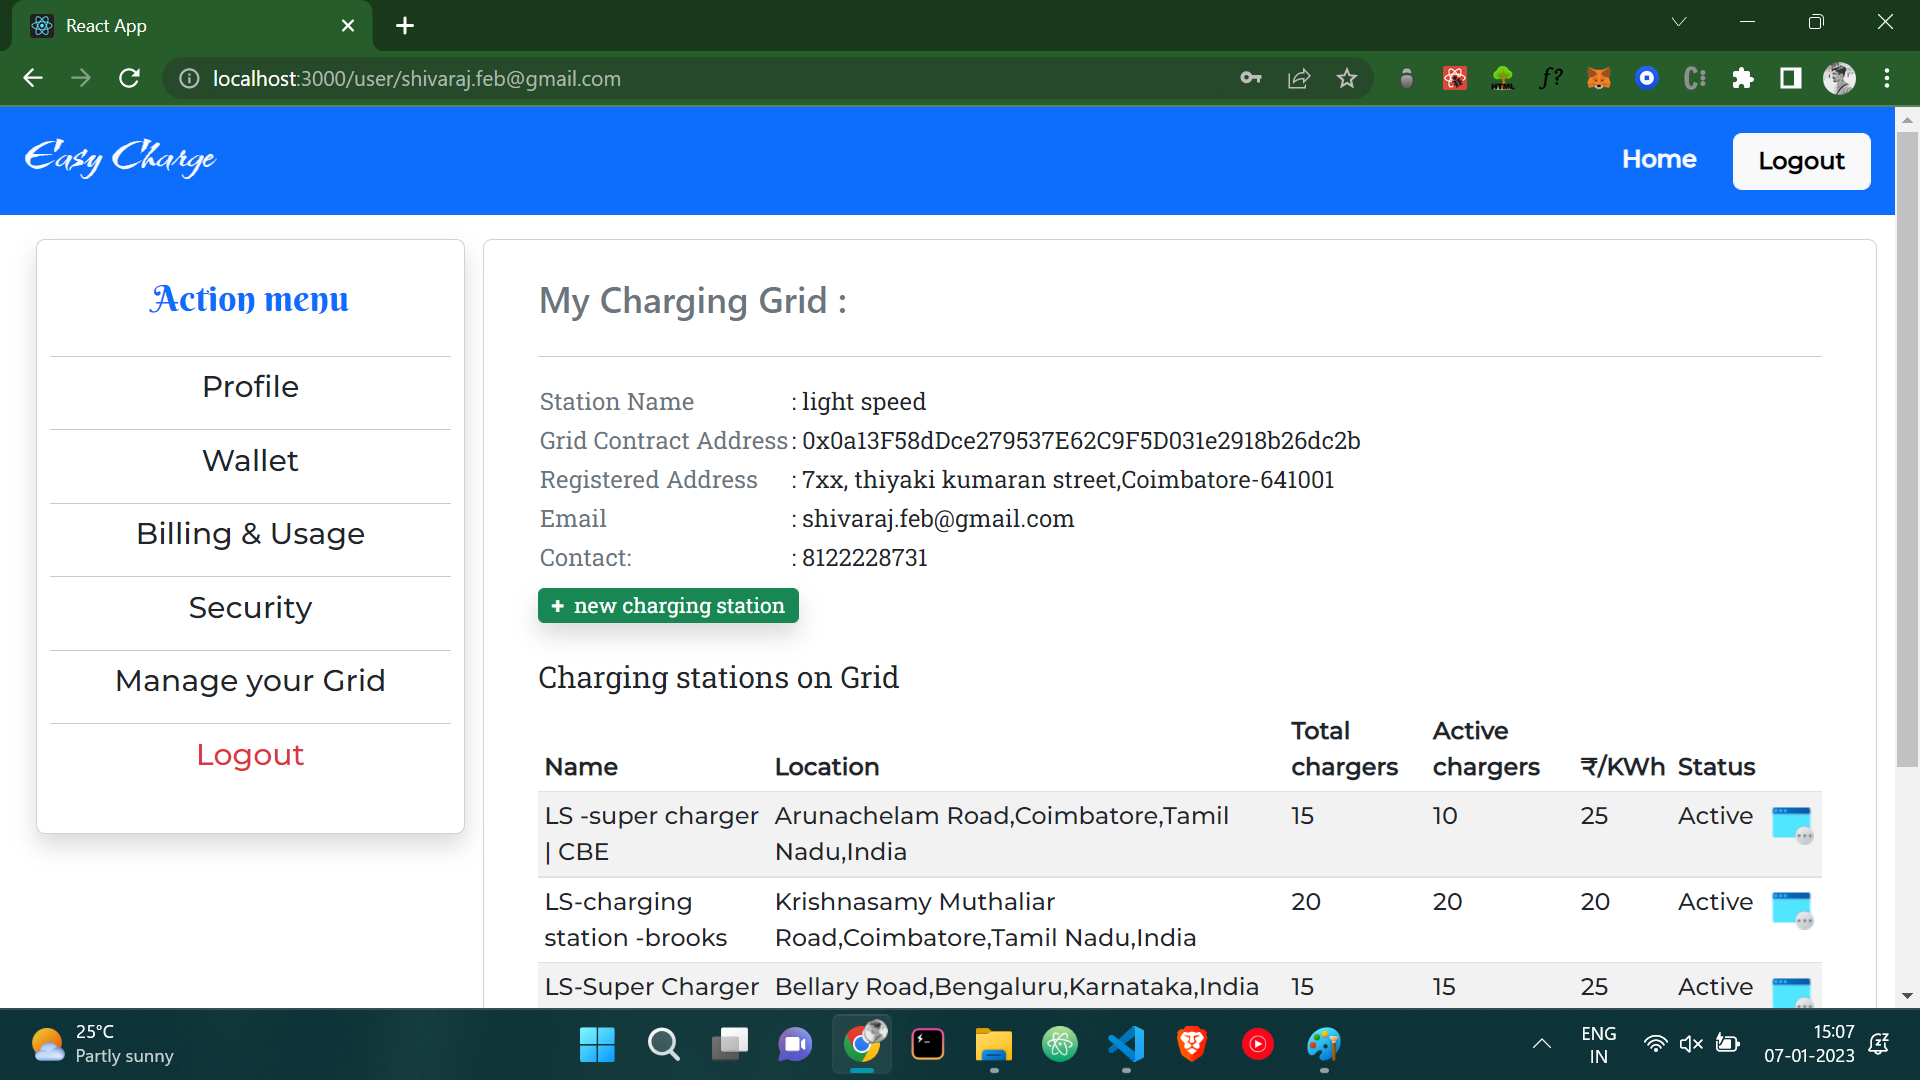 React App
localhost:3000/user/shivaraj.feb@gmail.com
HTML
f?
Easy Charge
Home
Logout
Action menu
Profile
Wallet
Billing & Usage
Security
Manage your Grid
Logout
My Charging Grid :
Station Name : light speed
Grid Contract Address : 0x0a13F58dDce279537E62C9F5D031e2918b26dc2b
Registered Address : 7xx, thiyaki kumaran street,Coimbatore-641001
Email : shivaraj.feb@gmail.com
Contact: : 8122228731
+ new charging station
Charging stations on Grid
Name Location Total chargers Active chargers ₹/KWh Status
LS -super charger Arunachelam Road,Coimbatore,Tamil 15 10 25 Active
| CBE Nadu,India
LS-charging Krishnasamy Muthaliar 20 20 20 Active
station -brooks Road,Coimbatore,Tamil Nadu,India
LS-Super Charger Bellary Road,Bengaluru,Karnataka,India 15 15 25 Active
25°C
Partly sunny
ENG
IN
15:07
07-01-2023